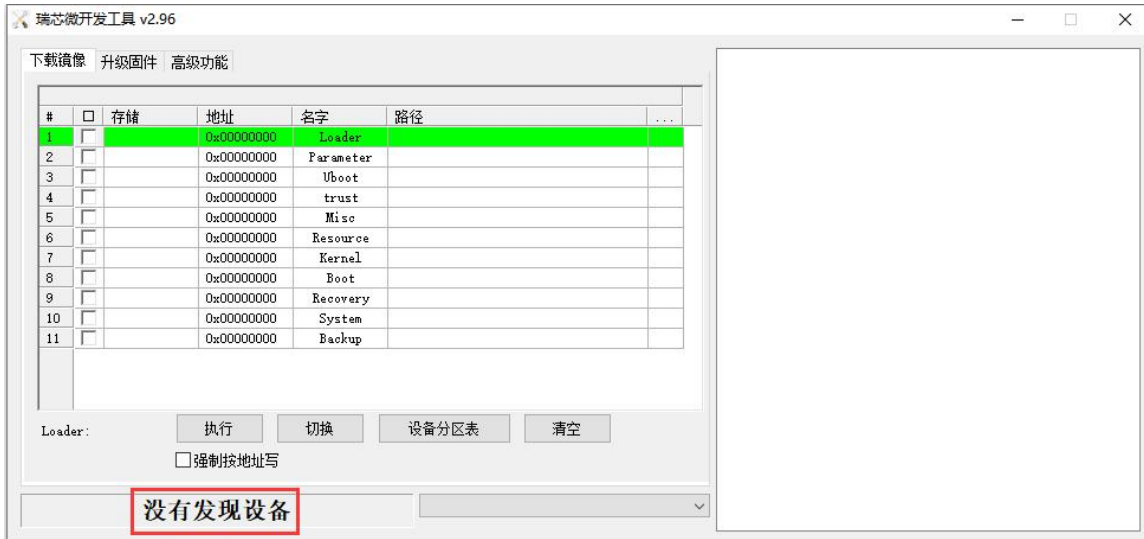 瑞芯微开发工具 v2.96
下载镜像 升级固件 高级功能
# 存储 地址 名字 路径 ...
1 0x00000000 Loader
2 0x00000000 Parameter
3 0x00000000 Uboot
4 0x00000000 trust
5 0x00000000 Misc
6 0x00000000 Resource
7 0x00000000 Kernel
8 0x00000000 Boot
9 0x00000000 Recovery
10 0x00000000 System
11 0x00000000 Backup
Loader: 执行 切换 设备分区表 清空
强制按地址写
没有发现设备